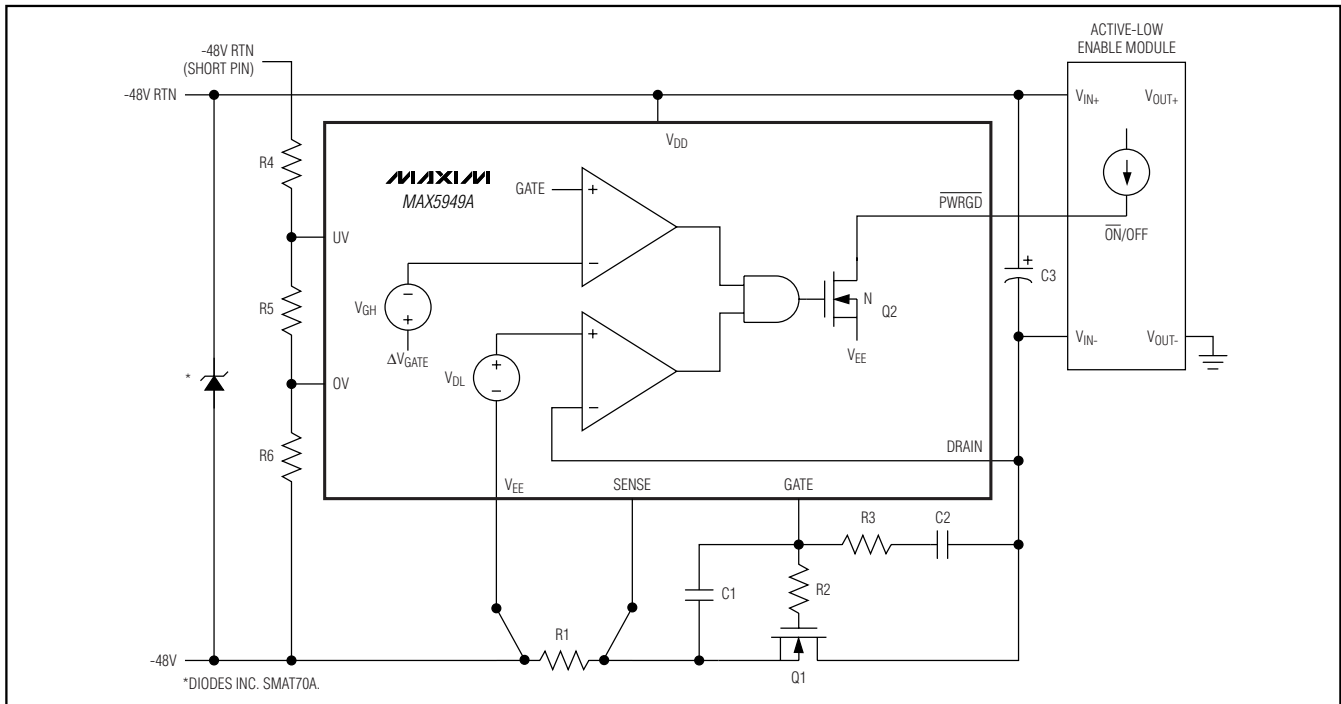 ACTIVE-LOW
ENABLE MODULE
-48V RTN
(SHORT PIN)
-48V RTN
VIN+
VOUT+
VDD
R4
MAXIM
MAX5949A
GATE
+
−
PWRGD
ON/OFF
UV
+
C3
R5
VGH
−
+
ΔVGATE
N
Q2
VEE
VIN-
VOUT-
+
−
VDL
+
−
*
OV
R6
DRAIN
VEE
SENSE
GATE
R3
C2
C1
R2
R1
-48V
Q1
*DIODES INC. SMAT70A.